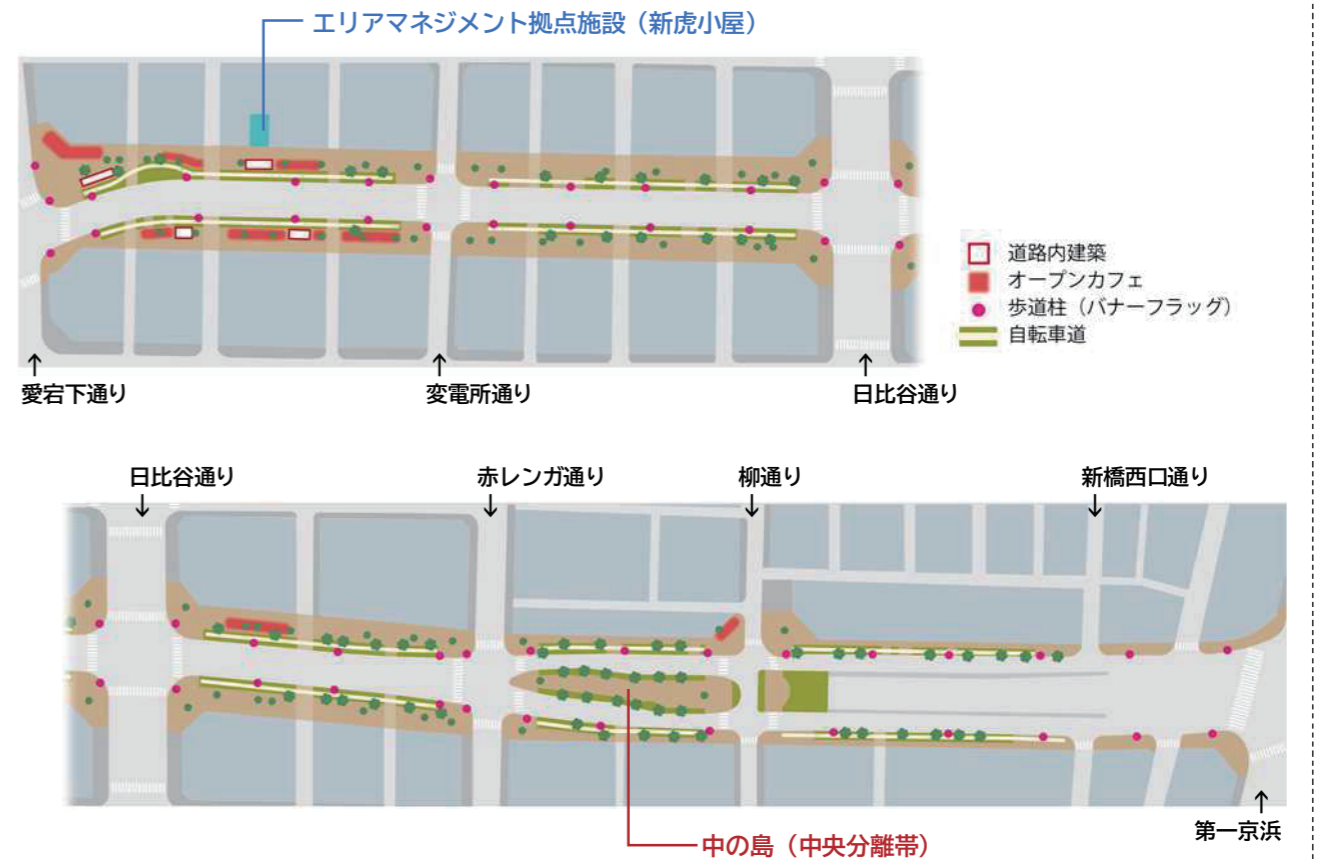 エリアマネジメント拠点施設（新虎小屋）
道路内建築
オープンカフェ
歩道柱（バナーフラッグ）
自転車道
愛宕下通り
変電所通り
日比谷通り
日比谷通り
赤レンガ通り
柳通り
新橋西口通り
第一京浜
中の島（中央分離帯）